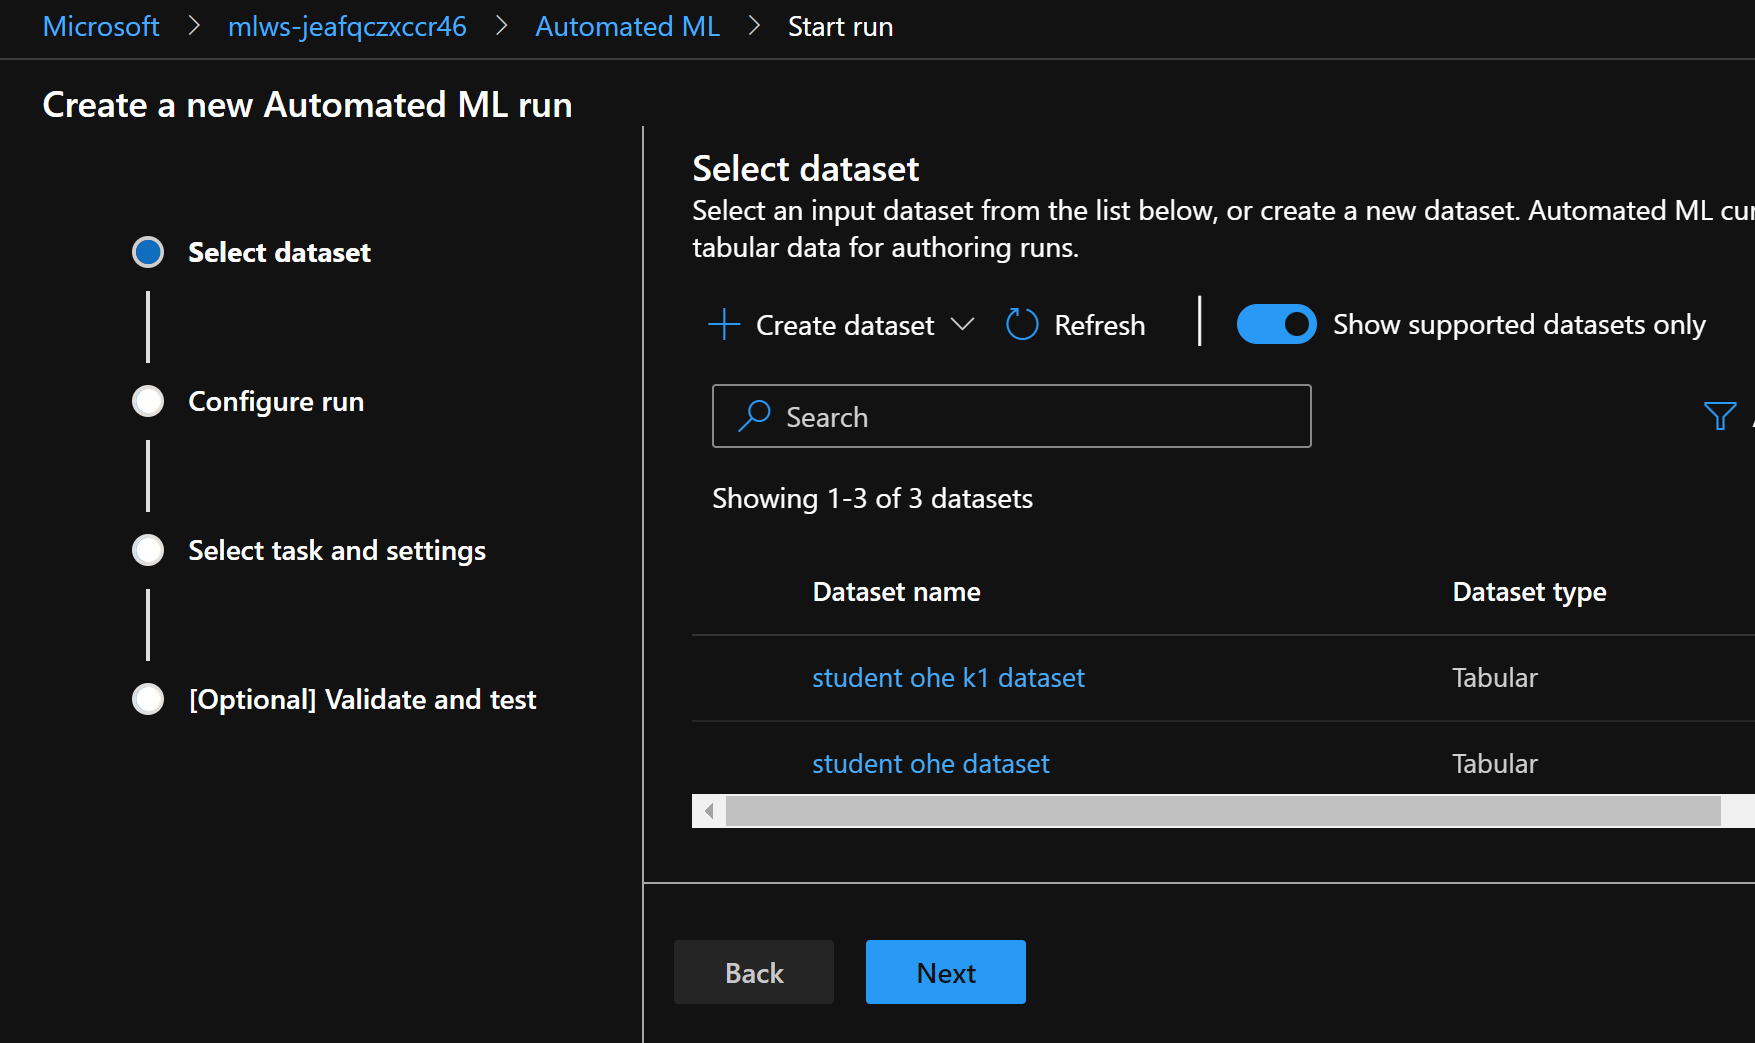 Microsoft > mlws-jeafqczxccr46 > Automated ML > Start run
Create a new Automated ML run
Select dataset
Configure run
Select task and settings
[Optional] Validate and test
Select dataset
Select an input dataset from the list below, or create a new dataset. Automated ML
tabular data for authoring runs.
Create dataset Refresh Show supported datasets only
Search
Showing 1-3 of 3 datasets
Dataset name Dataset type
student ohe k1 dataset Tabular
student ohe dataset Tabular
Back Next